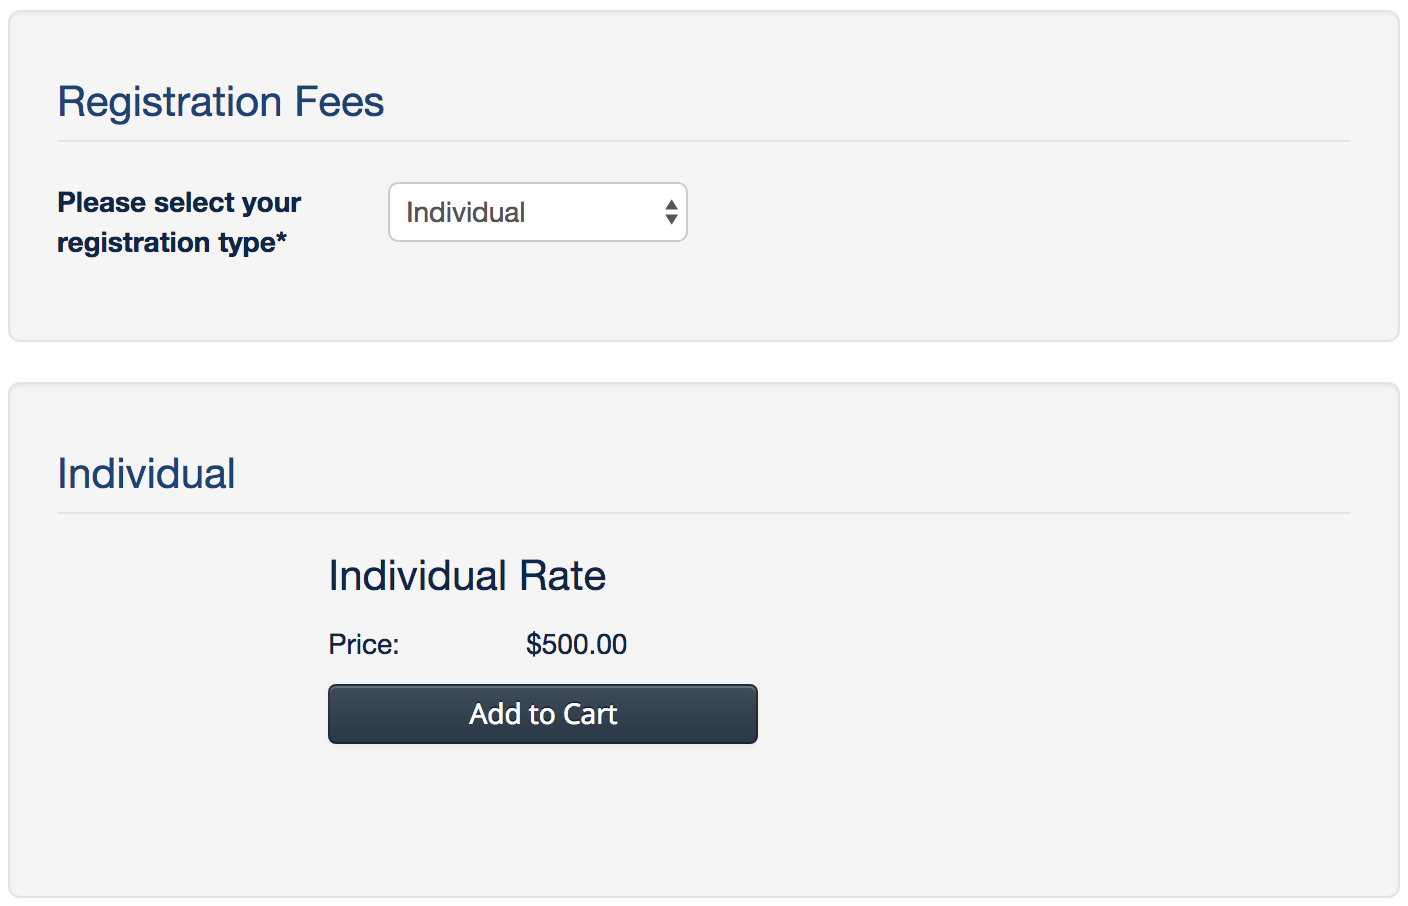 Registration Fees
Please select your
registration type*
Individual
Individual
Individual Rate
Price: $500.00
Add to Cart